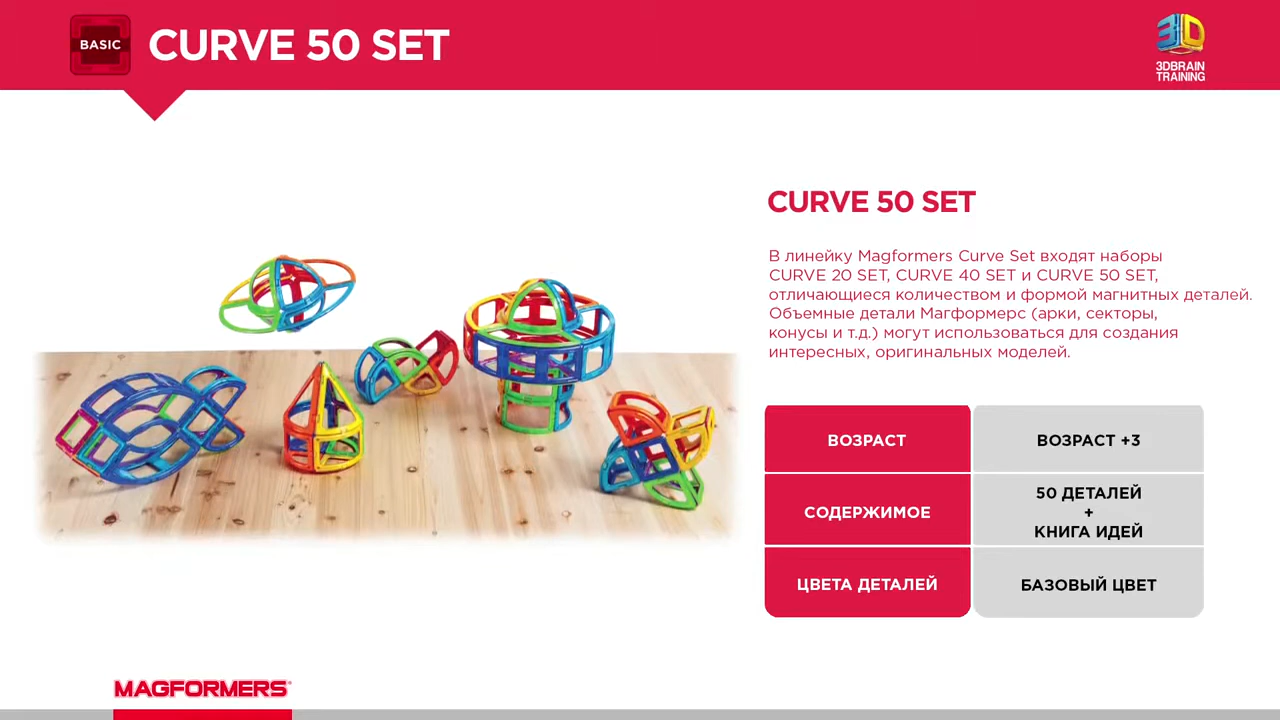 BASIC
CURVE 50 SET
3D
3DBRAIN
TRAINING
CURVE 50 SET
В линейку Magformers Curve Set входят наборы
CURVE 20 SET, CURVE 40 SET и CURVE 50 SET,
отличающиеся количеством и формой магнитных деталей.
Объемные детали Магформерс (арки, секторы,
конусы и т.д.) могут использоваться для создания
интересных, оригинальных моделей.
ВОЗРАСТ
ВОЗРАСТ +3
СОДЕРЖИМОЕ
50 ДЕТАЛЕЙ
+
КНИГА ИДЕЙ
ЦВЕТА ДЕТАЛЕЙ
БАЗОВЫЙ ЦВЕТ
MAGFORMERS